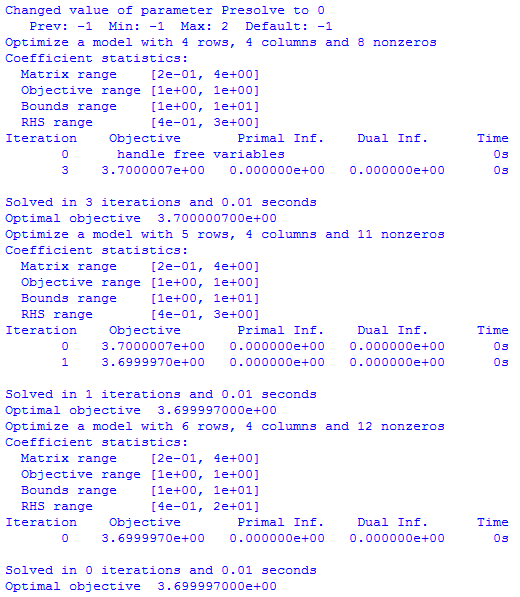 Changed value of parameter Presolve to 0
   Prev: -1  Min: -1  Max: 2  Default: -1
Optimize a model with 4 rows, 4 columns and 8 nonzeros
Coefficient statistics:
  Matrix range    [2e-01, 4e+00]
  Objective range [1e+00, 1e+00]
  Bounds range    [1e+00, 1e+01]
  RHS range       [4e-01, 3e+00]
Iteration    Objective       Primal Inf.    Dual Inf.      Time
       0      handle free variables                          0s
       3    3.7000007e+00   0.000000e+00   0.000000e+00      0s

Solved in 3 iterations and 0.01 seconds
Optimal objective  3.700000700e+00
Optimize a model with 5 rows, 4 columns and 11 nonzeros
Coefficient statistics:
  Matrix range    [2e-01, 4e+00]
  Objective range [1e+00, 1e+00]
  Bounds range    [1e+00, 1e+01]
  RHS range       [4e-01, 3e+00]
Iteration    Objective       Primal Inf.    Dual Inf.      Time
       0    3.7000007e+00   0.000000e+00   0.000000e+00      0s
       1    3.6999970e+00   0.000000e+00   0.000000e+00      0s

Solved in 1 iterations and 0.01 seconds
Optimal objective  3.699997000e+00
Optimize a model with 6 rows, 4 columns and 12 nonzeros
Coefficient statistics:
  Matrix range    [2e-01, 4e+00]
  Objective range [1e+00, 1e+00]
  Bounds range    [1e+00, 1e+01]
  RHS range       [4e-01, 2e+01]
Iteration    Objective       Primal Inf.    Dual Inf.      Time
       0    3.6999970e+00   0.000000e+00   0.000000e+00      0s

Solved in 0 iterations and 0.01 seconds
Optimal objective  3.699997000e+00